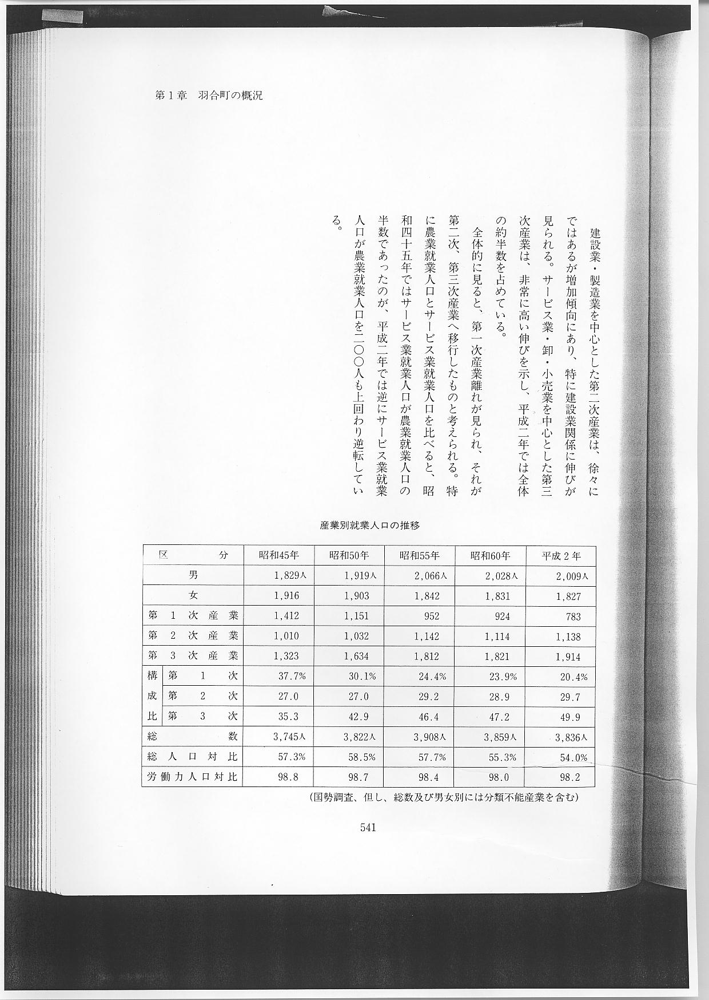 第１章　羽合町の概況
建設業・製造業を中心とした第二次産業は、徐々に
ではあるが増加傾向にあり、特に建設業関係に伸びが
見られる。サービス業・卸・小売業を中心とした第三
次産業は、非常に高い伸びを示し、平成二年では全体
の約半数を占めている。
全体的に見ると、第一次産業離れが見られ、それが
第二次、第三次産業へ移行したものと考えられる。特
に農業就業人口とサービス業就業人口を比べると、昭
和四十五年ではサービス業就業人口が農業就業人口の
半数であったのが、平成二年では逆にサービス業就業
人口が農業就業人口を二〇〇人も上回わり逆転してい
る。
産業別就業人口の推移
区分 昭和45年 昭和50年 昭和55年 昭和60年 平成２年
男 1,829人 1,919人 2,066人 2,028人 2,009人
女 1,916 1,903 1,842 1,831 1,827
第１次産業 1,412 1,151 952 924 783
第２次産業 1,010 1,032 1,142 1,114 1,138
第３次産業 1,323 1,634 1,812 1,821 1,914
構成比 第１次 37.7% 30.1% 24.4% 23.9% 20.4%
第２次 27.0 27.0 29.2 28.9 29.7
第３次 35.3 42.9 46.4 47.2 49.9
総数 3,745人 3,822人 3,908人 3,859人 3,836人
総人口対比 57.3% 58.5% 57.7% 55.3% 54.0%
労働力人口対比 98.8 98.7 98.4 98.0 98.2
（国勢調査、但し、総数及び男女別には分類不能産業を含む）
541